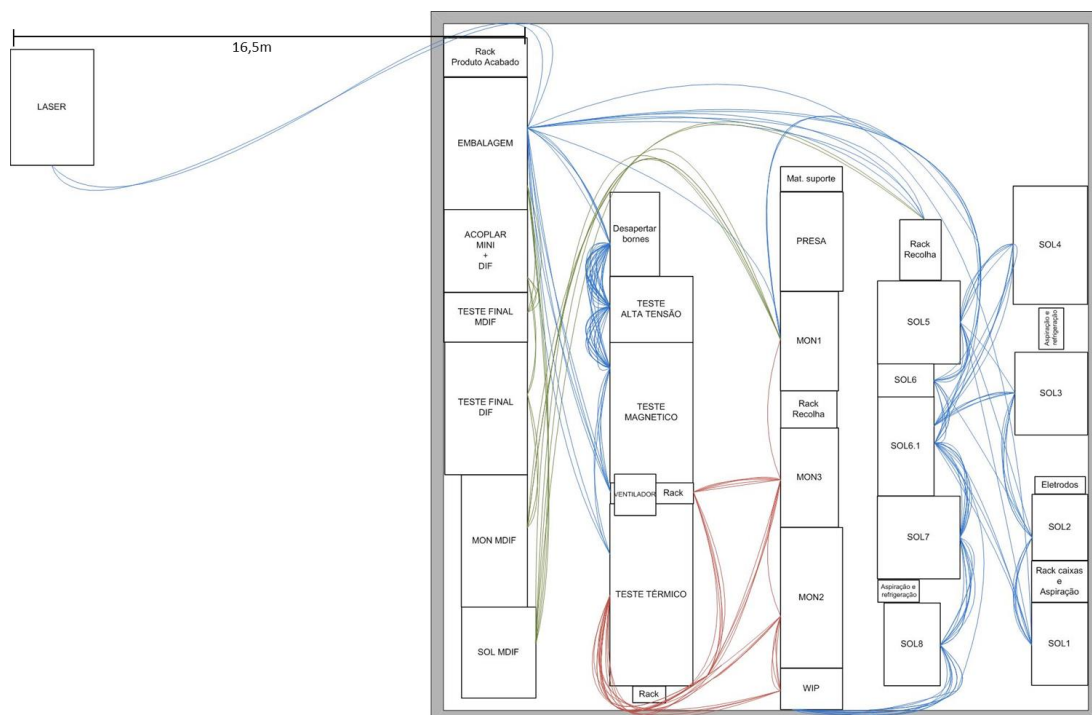 16,5m
LASER
Rack
Produto Acabado
EMBALAGEM
ACOPLAR
MINI
+
DIF
TESTE FINAL
MDIF
TESTE FINAL
DIF
MON MDIF
SOL MDIF
Desapertar
bornes
TESTE
ALTA TENSÃO
TESTE
MAGNETICO
VENTILADOR
Rack
TESTE TÉRMICO
Rack
Mat. suporte
PRESA
MON1
Rack
Recolha
MON3
MON2
WIP
Rack
Recolha
SOL5
SOL6
SOL6.1
SOL7
Aspiração e
refrigeração
SOL8
SOL4
Aspiração e
refrigeração
SOL3
Eletrodos
SOL2
Rack caixas
e
Aspiração
SOL1